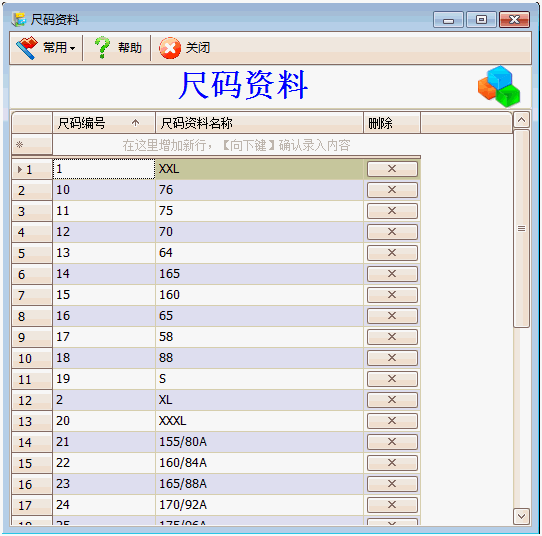 尺码资料
常用 帮助 关闭
尺码资料
尺码编号 尺码资料名称 删除
* 在这里增加新行，【向下键】确认录入内容
1 1 XXL ×
2 10 76 ×
3 11 75 ×
4 12 70 ×
5 13 64 ×
6 14 165 ×
7 15 160 ×
8 16 65 ×
9 17 58 ×
10 18 88 ×
11 19 S ×
12 2 XL ×
13 20 XXXL ×
14 21 155/80A ×
15 22 160/84A ×
16 23 165/88A ×
17 24 170/92A ×
18 25 175/96A